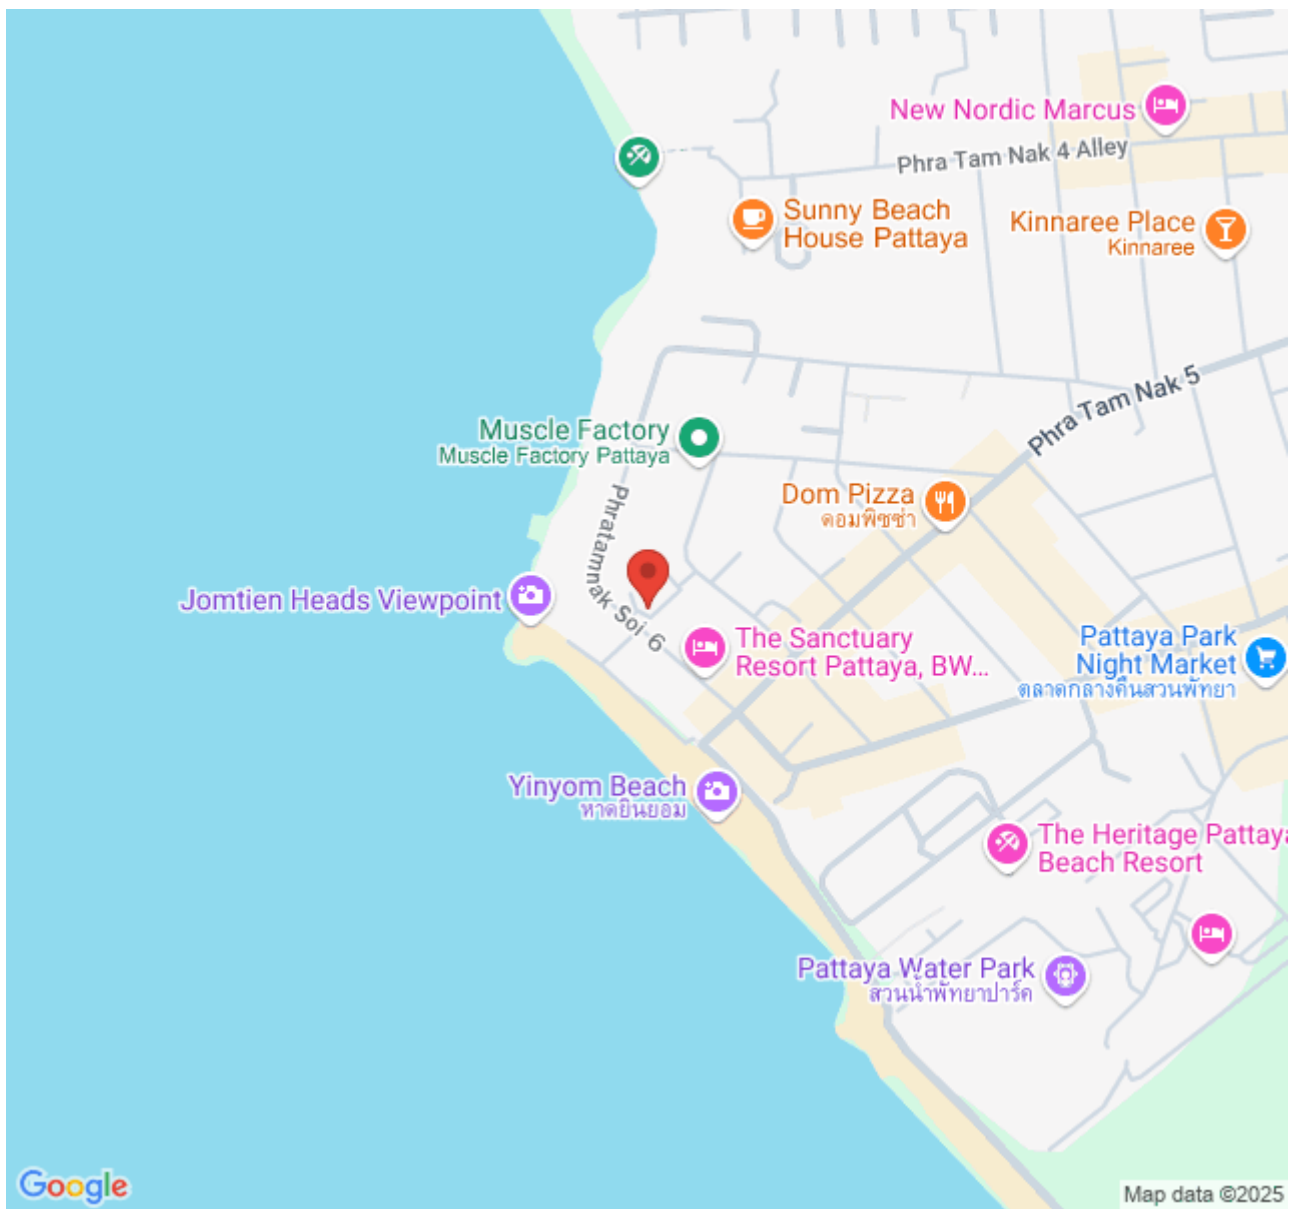 New Nordic Marcus
Phra Tam Nak 4 Alley
Sunny Beach
House Pattaya
Kinnaree Place
Kinnaree
Phra Tam Nak 5
Muscle Factory
Muscle Factory Pattaya
Dom Pizza
ดอมพิซซ่า
Phratamnak Soi 6
Jomtien Heads Viewpoint
The Sanctuary
Resort Pattaya, BW...
Pattaya Park
Night Market
ตลาดกลางคืนสวนพัทยา
Yinyom Beach
หาดยินยอม
The Heritage Pattaya
Beach Resort
Pattaya Water Park
สวนน้ำพัทยาปาร์ค
Google
Map data ©2025